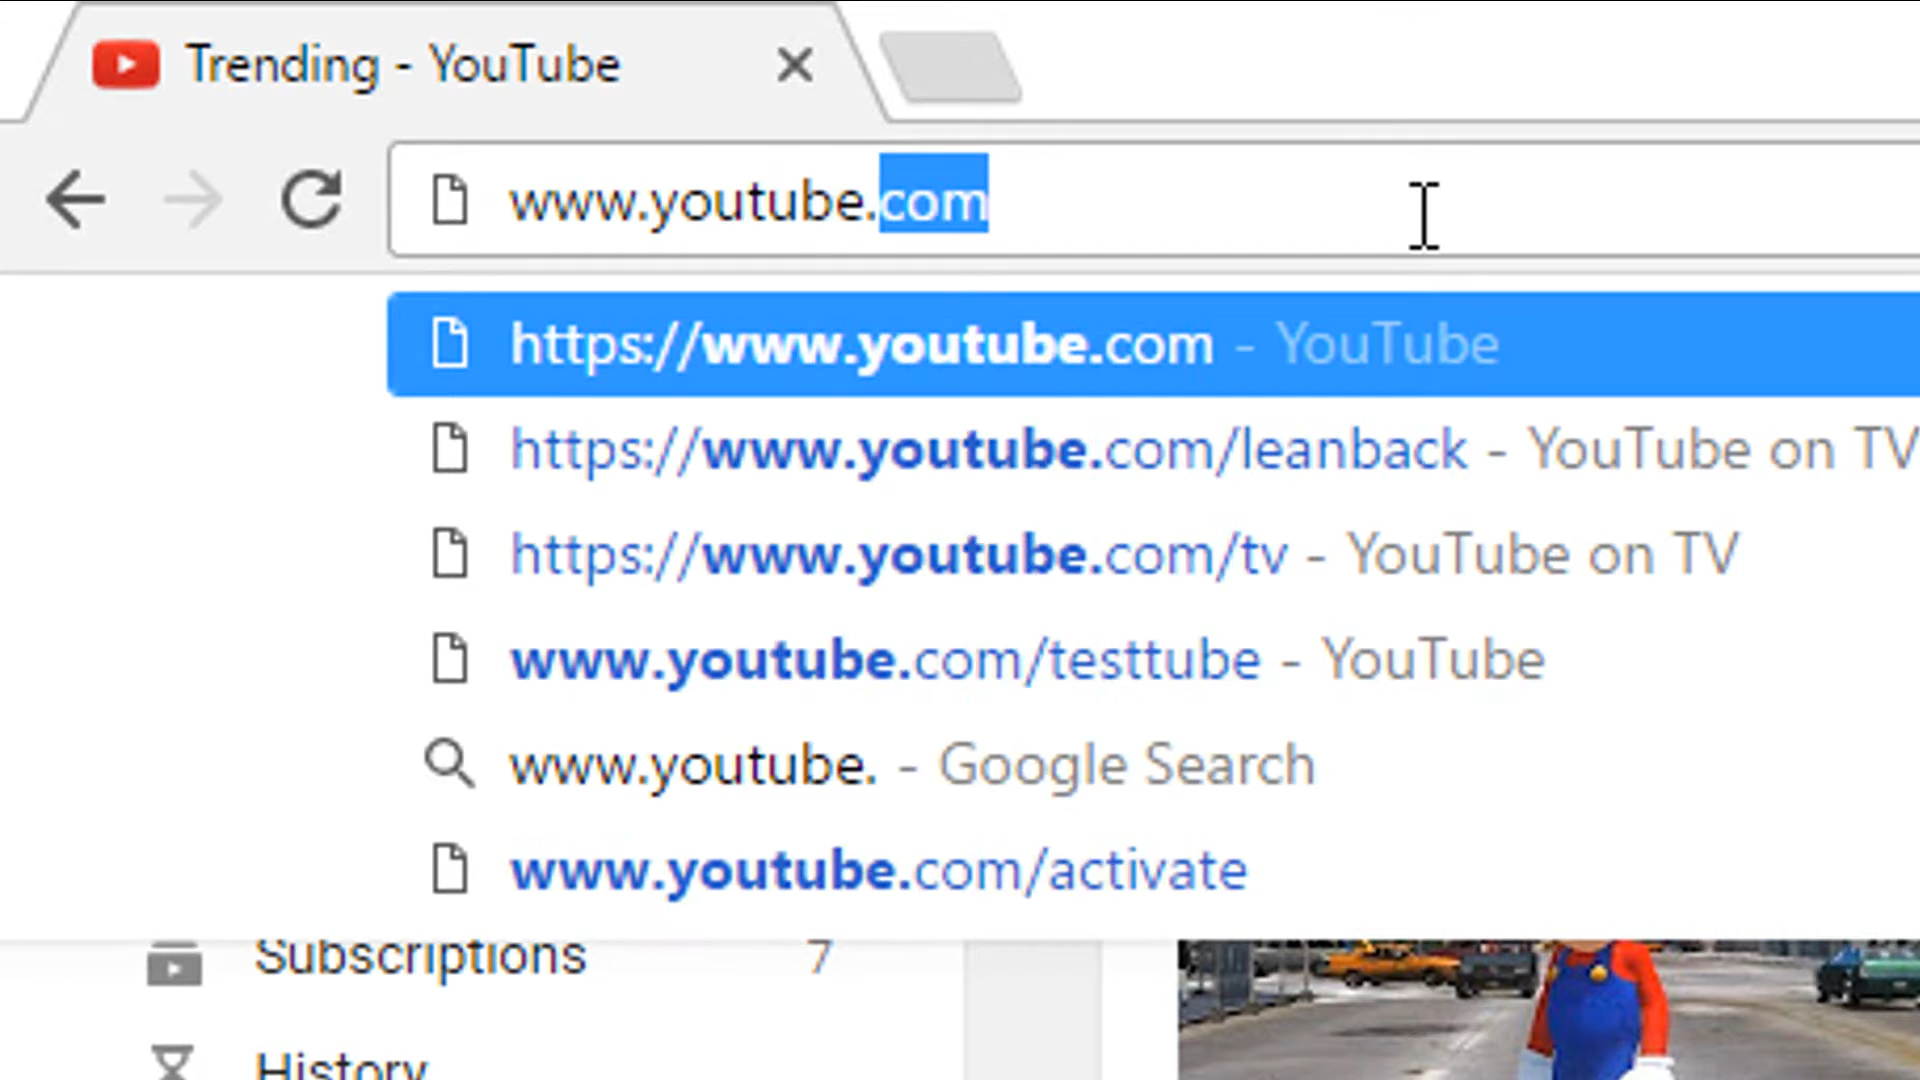 Trending - YouTube
www.youtube.com
https://www.youtube.com - YouTube
https://www.youtube.com/leanback - YouTube on TV
https://www.youtube.com/tv - YouTube on TV
www.youtube.com/testtube - YouTube
www.youtube. - Google Search
www.youtube.com/activate
Subscriptions 7
History